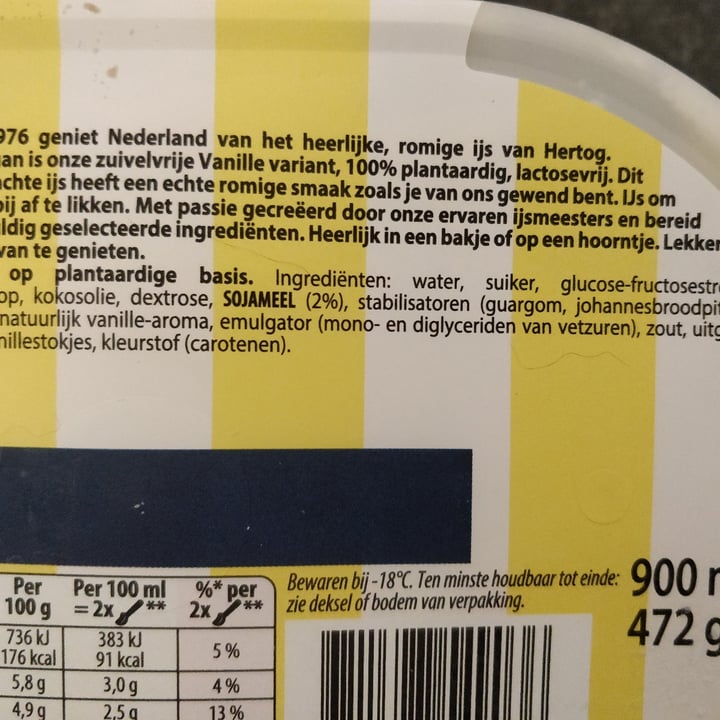 976 geniet Nederland van het heerlijke, romige ijs van Hertog.
an is onze zuivelvrije Vanille variant, 100% plantaardig, lactosevrij. Dit
achte ijs heeft een echte romige smaak zoals je van ons gewend bent. IJs om
bij af te likken. Met passie gecreëerd door onze ervaren ijsmeesters en bereid
ldig geselecteerde ingrediënten. Heerlijk in een bakje of op een hoorntje. Lekker
van te genieten.
op plantaardige basis. Ingrediënten: water, suiker, glucose-fructosestr
op, kokosolie, dextrose, SOJAMEEL (2%), stabilisatoren (guargom, johannesbroodpit
natuurlijk vanille-aroma, emulgator (mono- en diglyceriden van vetzuren), zout, uitg
nillestokjes, kleurstof (carotenen).
Per 100 g Per 100 ml = 2x ** %* per 2x **
736 kJ 383 kJ 5 %
176 kcal 91 kcal
5,8 g 3,0 g 4 %
4,9 g 2,5 g 13 %
Bewaren bij -18°C. Ten minste houdbaar tot einde:
zie deksel of bodem van verpakking.
900 m
472 g